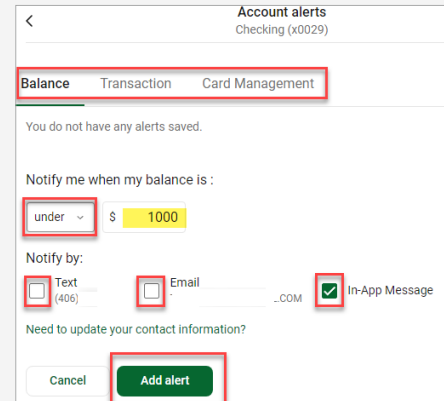 Account alerts
Checking (x0029)
Balance Transaction Card Management
You do not have any alerts saved.
Notify me when my balance is :
under $ 1000
Notify by:
Text Email In-App Message
(406) .COM
Need to update your contact information?
Cancel Add alert